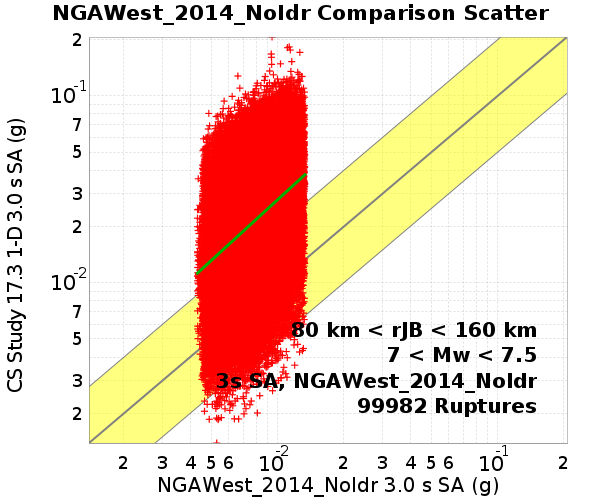 NGAWest_2014_NoIdr Comparison Scatter
CS Study 17.3 1-D 3.0 s SA (g)
2
10-1
7
5
3
2
10-2
7
5
3
2
80 km < rJB < 160 km
7 < Mw < 7.5
3s SA, NGAWest_2014_NoIdr
99982 Ruptures
2 3 4 5 6 10-2 2 3 4 5 6 10-1 2
NGAWest_2014_NoIdr 3.0 s SA (g)